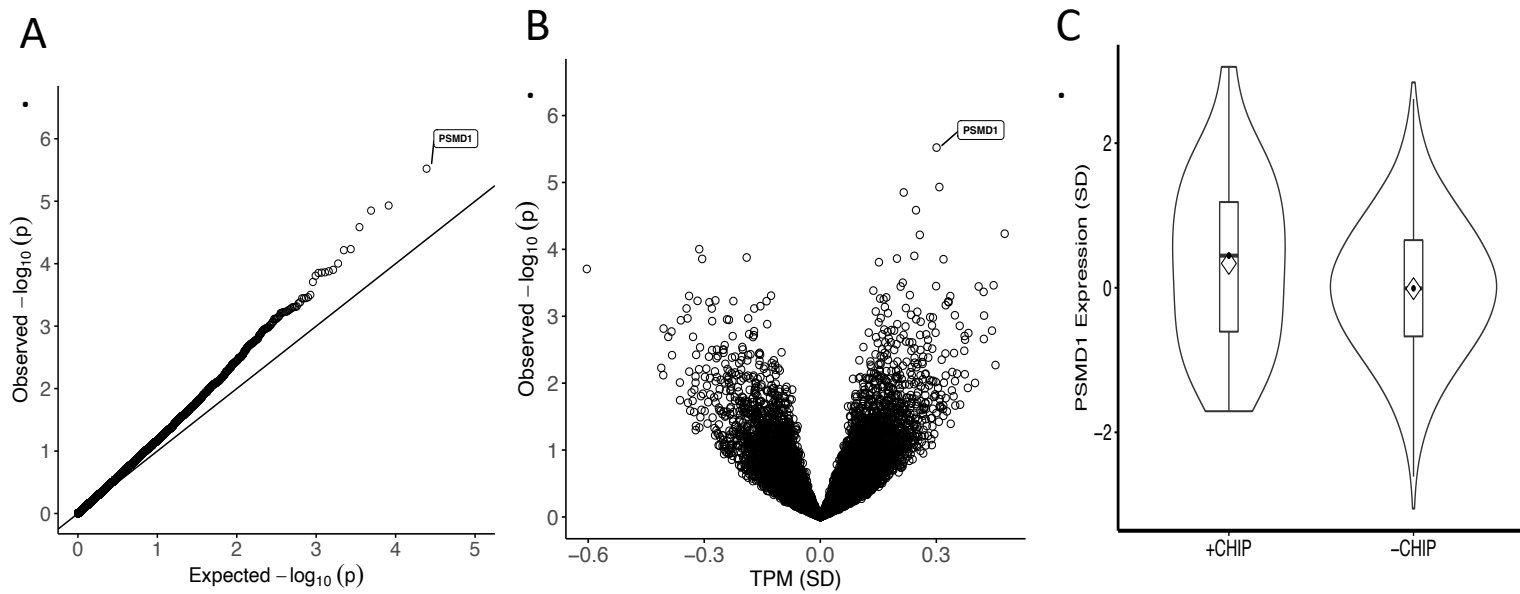 A
B
C
.
.
.
Observed −log10 (p)
6
5
4
3
2
1
0
PSMD1
0
1
2
3
4
5
Expected −log10 (p)
Observed −log10 (p)
6
5
4
3
2
1
0
PSMD1
−0.6
−0.3
0.0
0.3
TPM (SD)
PSMD1 Expression (SD)
2
0
−2
+CHIP
−CHIP